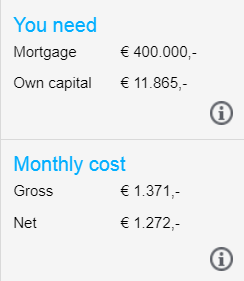 You need
Mortgage € 400.000,-
Own capital € 11.865,-
Monthly cost
Gross € 1.371,-
Net € 1.272,-